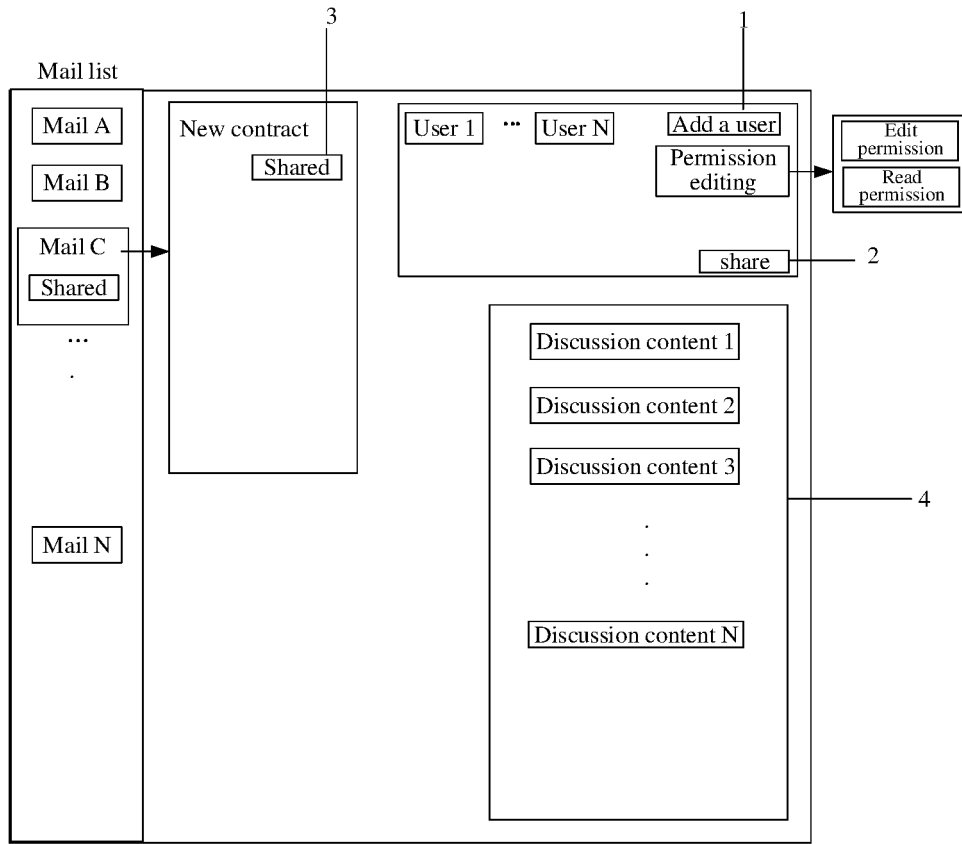 3
1
Mail list
Mail A
Mail B
Mail C
Shared
...
.
Mail N
New contract
Shared
User 1
...
User N
Add a user
Permission
editing
Edit
permission
Read
permission
share
2
Discussion content 1
Discussion content 2
Discussion content 3
.
.
.
Discussion content N
4